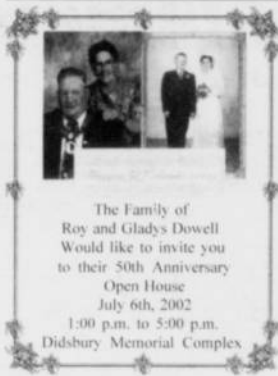 The Family of
Roy and Gladys Dowell
Would like to invite you
to their 50th Anniversary
Open House
July 6th, 2002
1:00 p.m. to 5:00 p.m.
Didsbury Memorial Complex